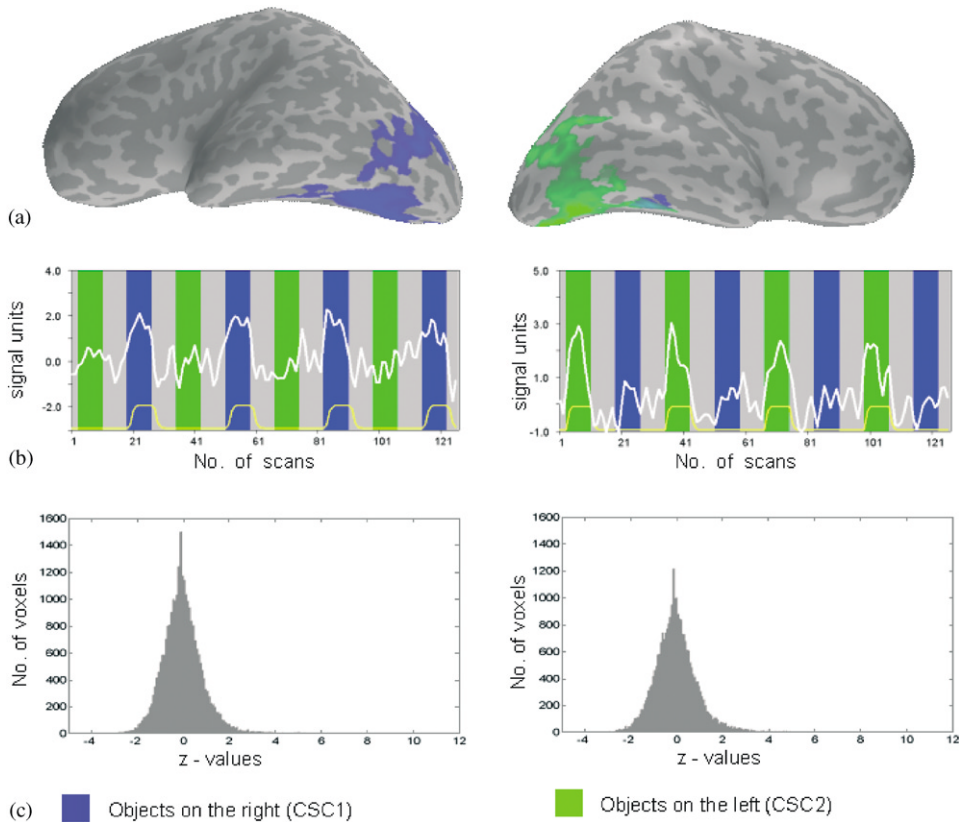 (a)
4.0
2.0
0.0
-2.0
signal units
1 21 41 61 81 101 121
No. of scans
5.0
3.0
1.0
-1.0
signal units
1 21 41 61 81 101 121
No. of scans
(b)
1600
1400
1200
1000
800
600
400
200
0
No. of voxels
-4 -2 0 2 4 6 8 10 12
z - values
1600
1400
1200
1000
800
600
400
200
0
No. of voxels
-4 -2 0 2 4 6 8 10 12
z - values
(c)
Objects on the right (CSC1)
Objects on the left (CSC2)